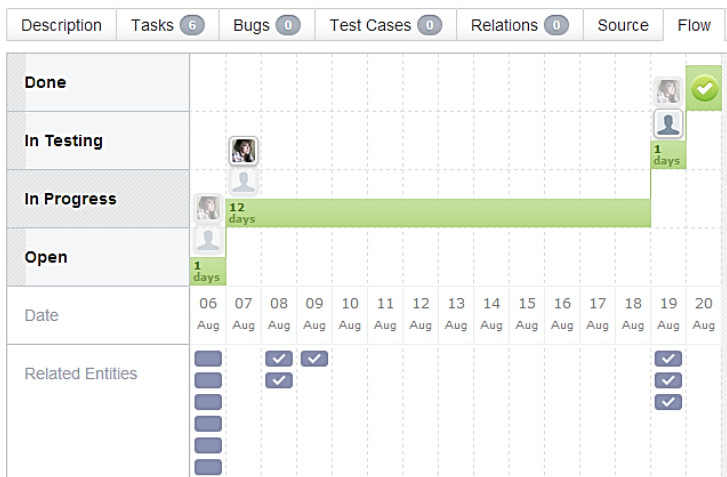 Description Tasks 6 Bugs 0 Test Cases 0 Relations 0 Source Flow
Done
In Testing
1
days
In Progress
12
days
Open
1
days
Date
06 07 08 09 10 11 12 13 14 15 16 17 18 19 20
Aug Aug Aug Aug Aug Aug Aug Aug Aug Aug Aug Aug Aug Aug Aug
Related Entities